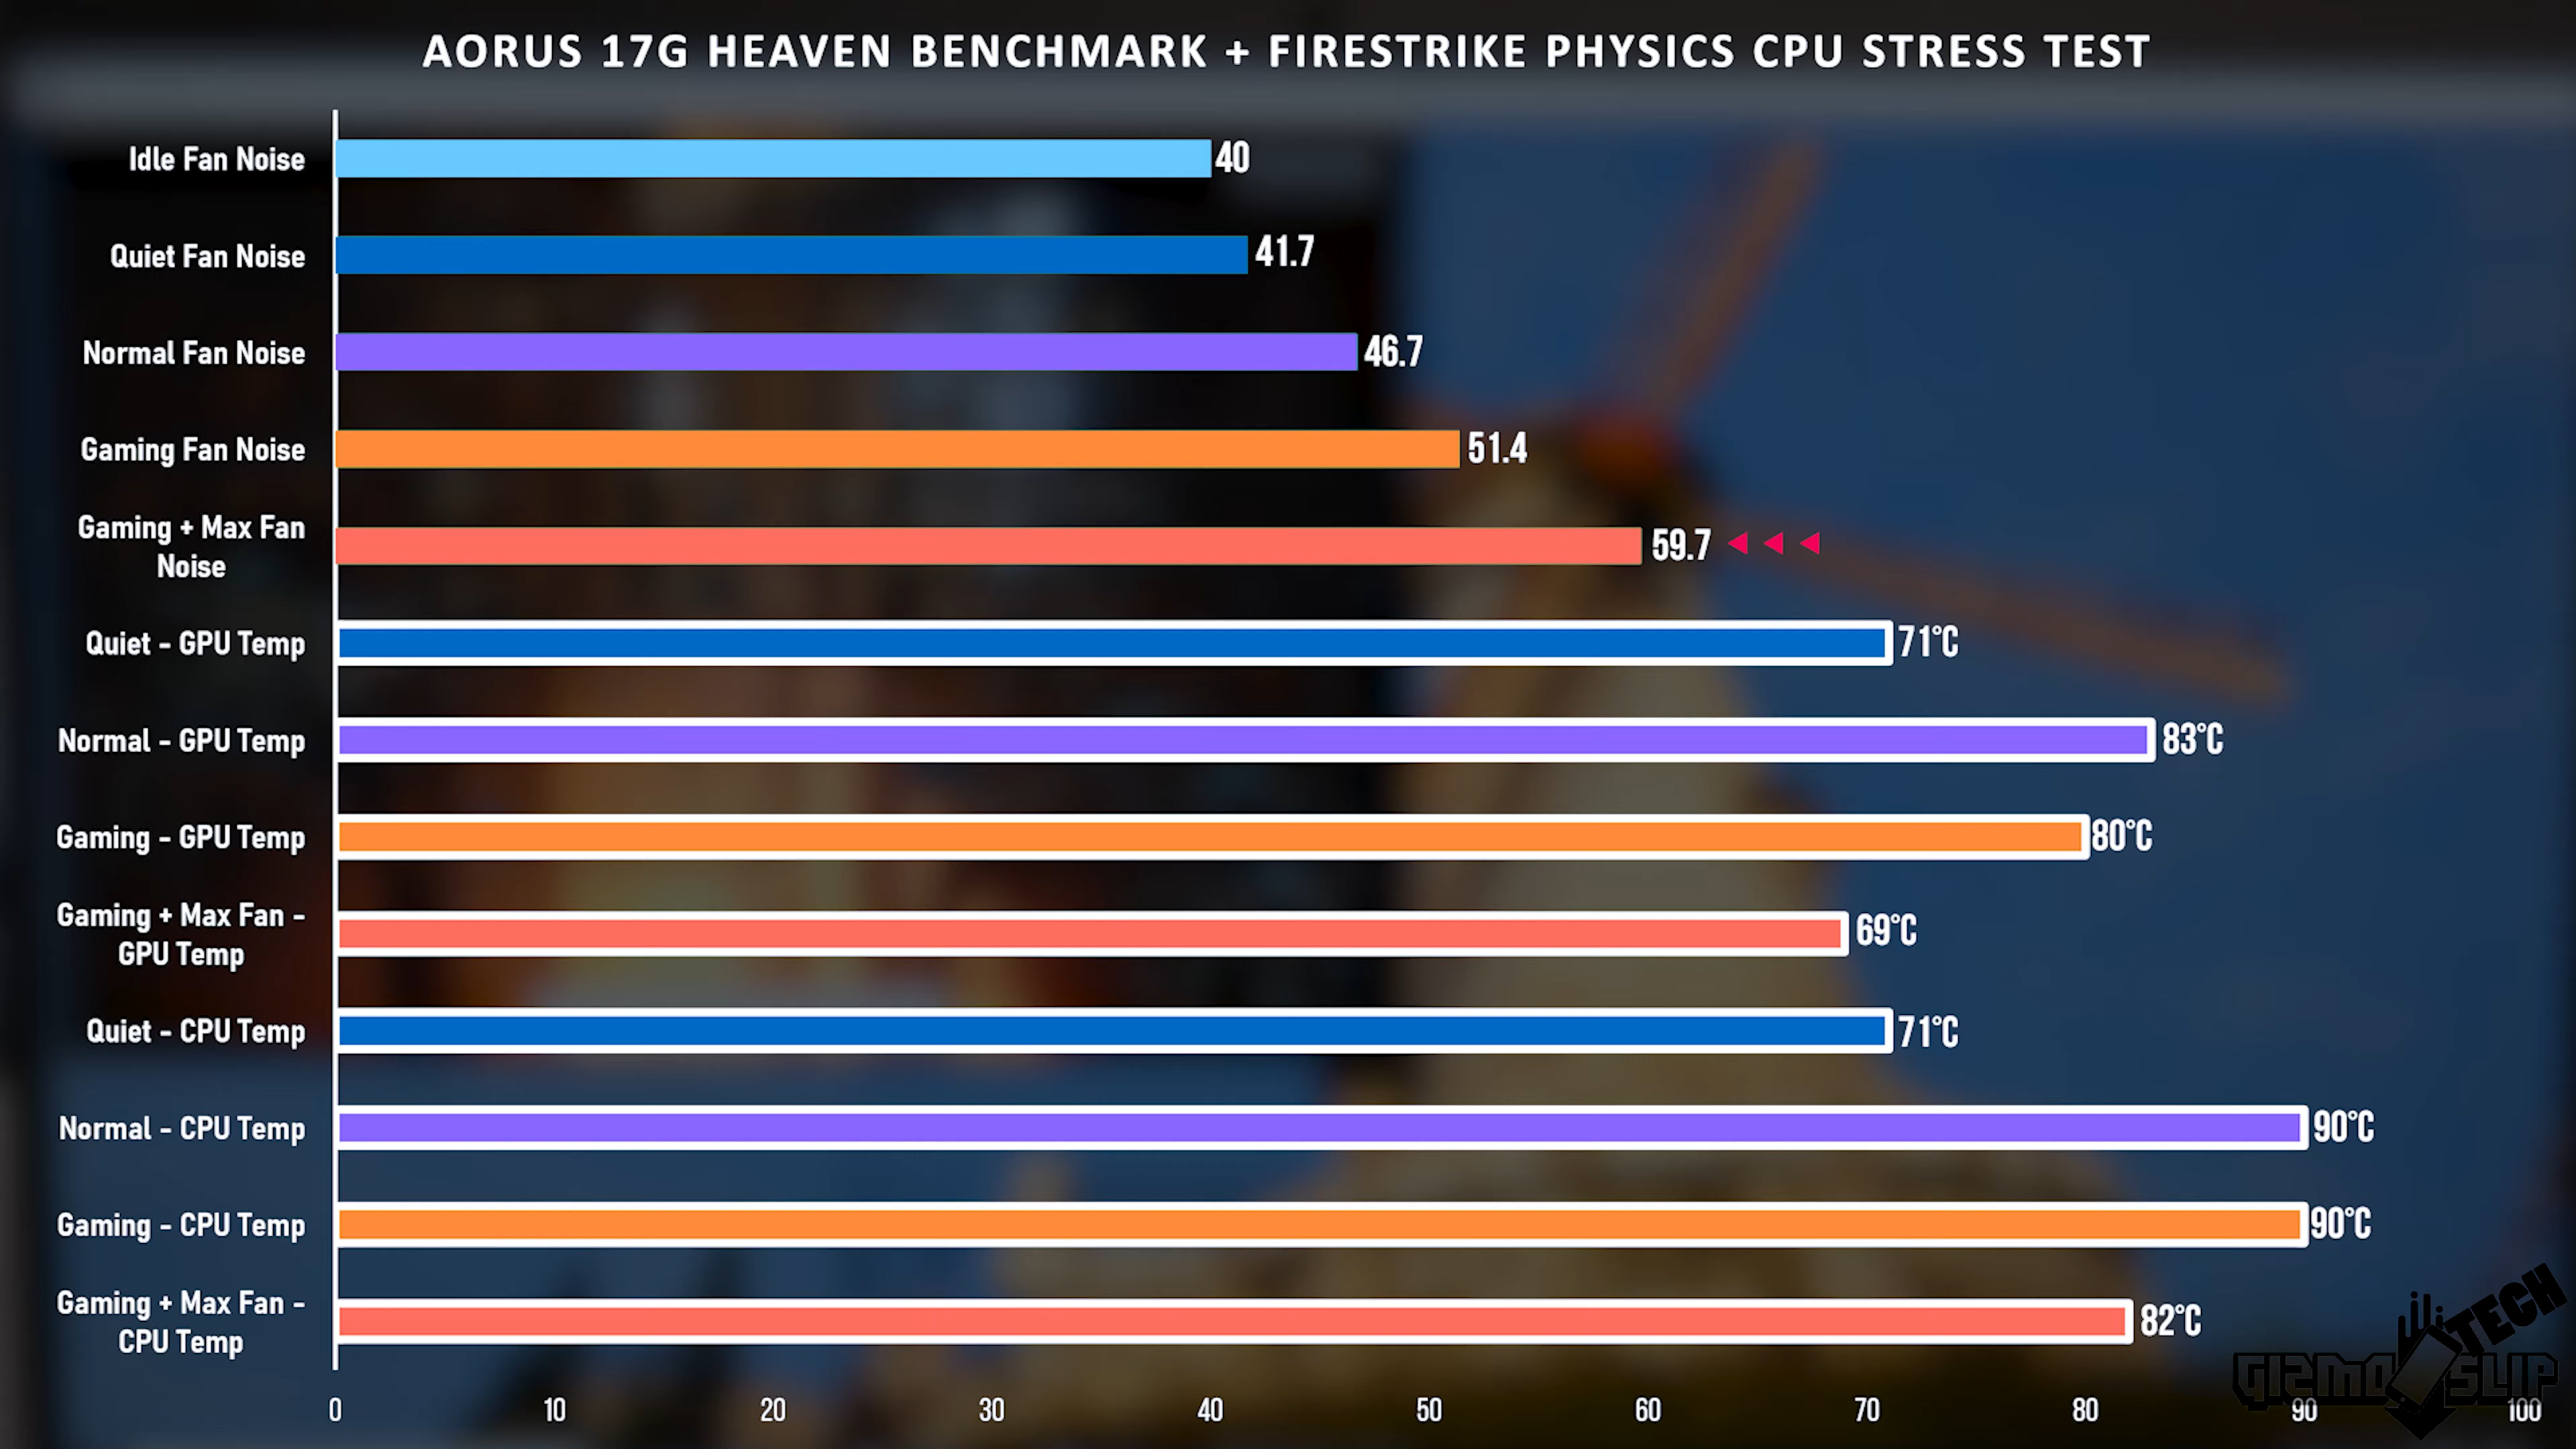 AORUS 17G HEAVEN BENCHMARK + FIRESTRIKE PHYSICS CPU STRESS TEST
Idle Fan Noise 40
Quiet Fan Noise 41.7
Normal Fan Noise 46.7
Gaming Fan Noise 51.4
Gaming + Max Fan
Noise 59.7
Quiet - GPU Temp 71°C
Normal - GPU Temp 83°C
Gaming - GPU Temp 80°C
Gaming + Max Fan -
GPU Temp 69°C
Quiet - CPU Temp 71°C
Normal - CPU Temp 90°C
Gaming - CPU Temp 90°C
Gaming + Max Fan -
CPU Temp 82°C
0 10 20 30 40 50 60 70 80 90 100
TECH
GIZMO SLIP